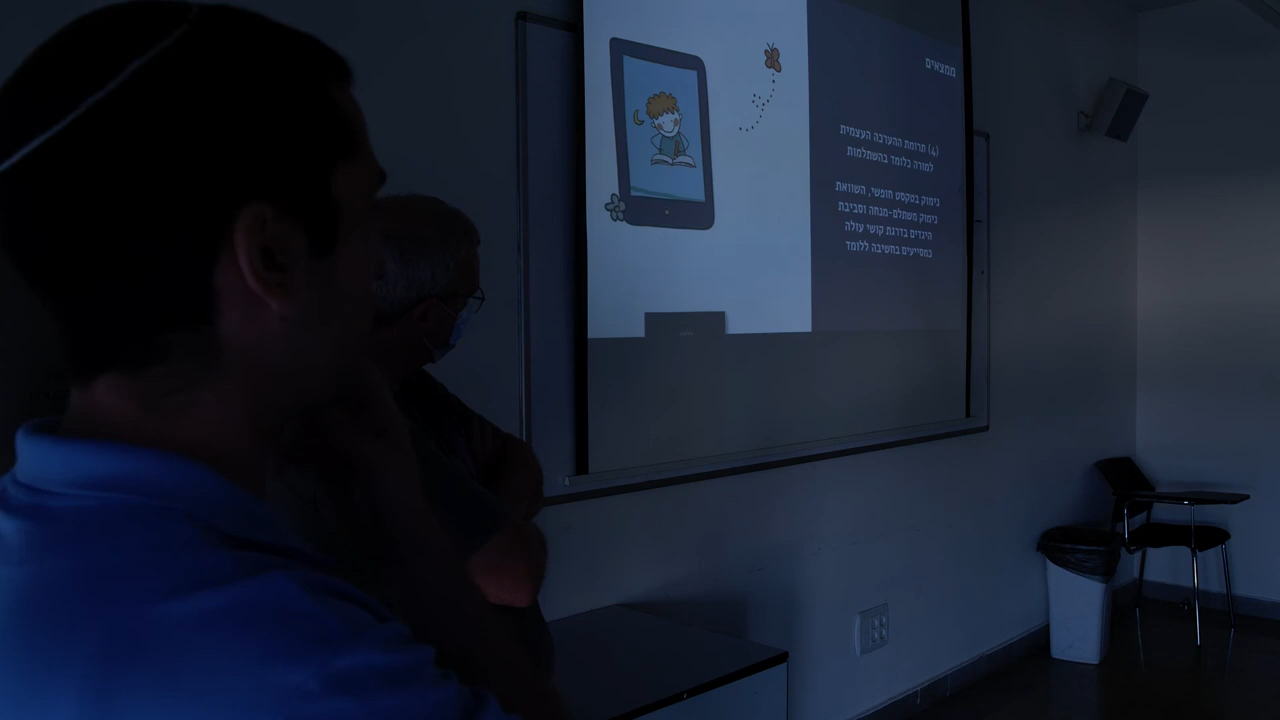 ממצאים
(4) תרומת ההערכה העצמית
למורה כלומד בהשתלמות
נימוק בטקסט חופשי, השוואת
נימוק משתלם-מנחה וסביבת
היגדים בדרגת קושי עולה
כמסייעים בחשיבה ללומד